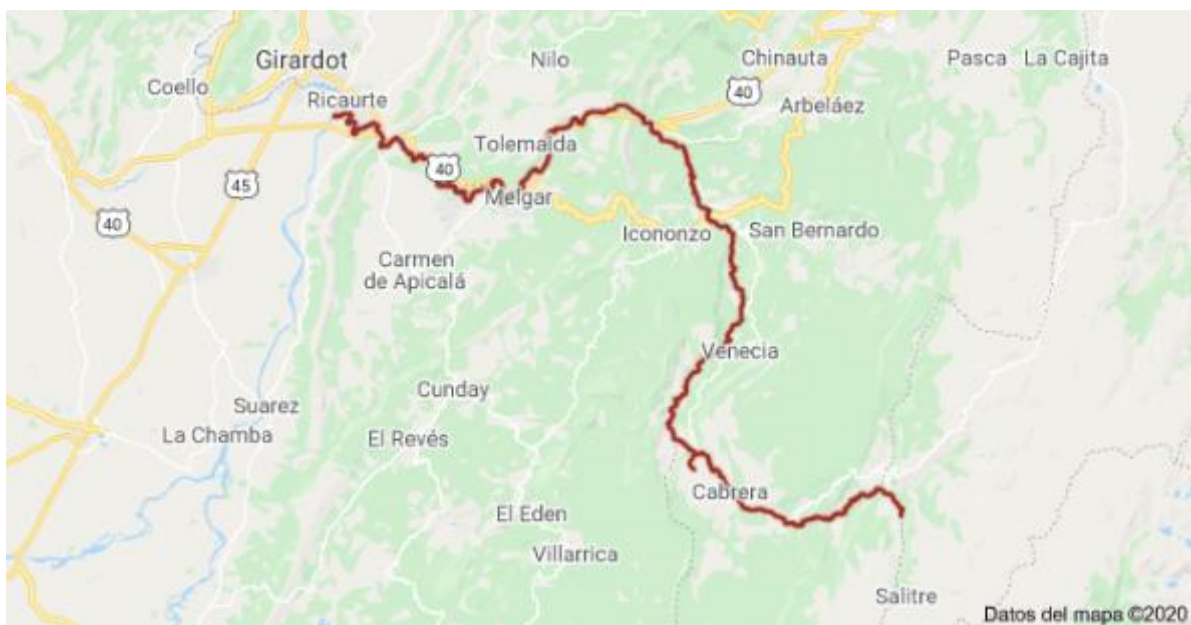 Nilo
Chinauta
Pasca
La Cajita
Girardot
Coello
Ricaurte
40
Arbeláez
Tolemaida
40
45
Melgar
40
Iconónzo
San Bernardo
Carmen
de Apicalá
Venecia
Cunday
Suarez
La Chamba
El Revés
Cabrera
El Eden
Villarrica
Salitre
Datos del mapa ©2020